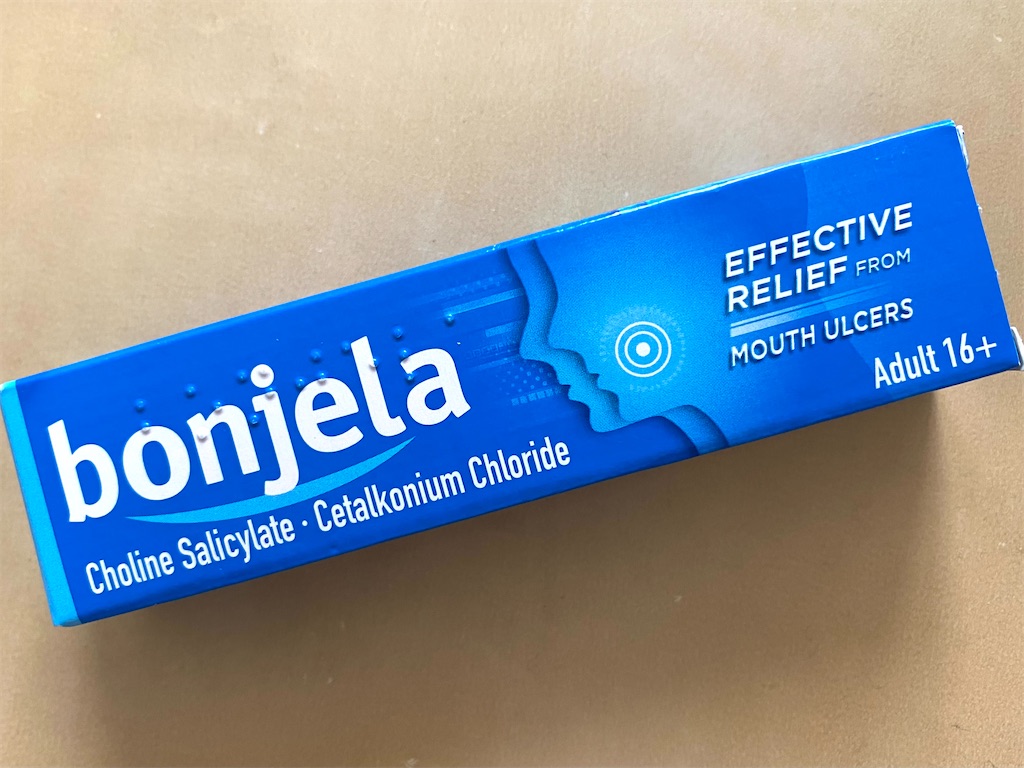 bonjela
Choline Salicylate · Cetalkonium Chloride
EFFECTIVE
RELIEF FROM
MOUTH ULCERS
Adult 16+